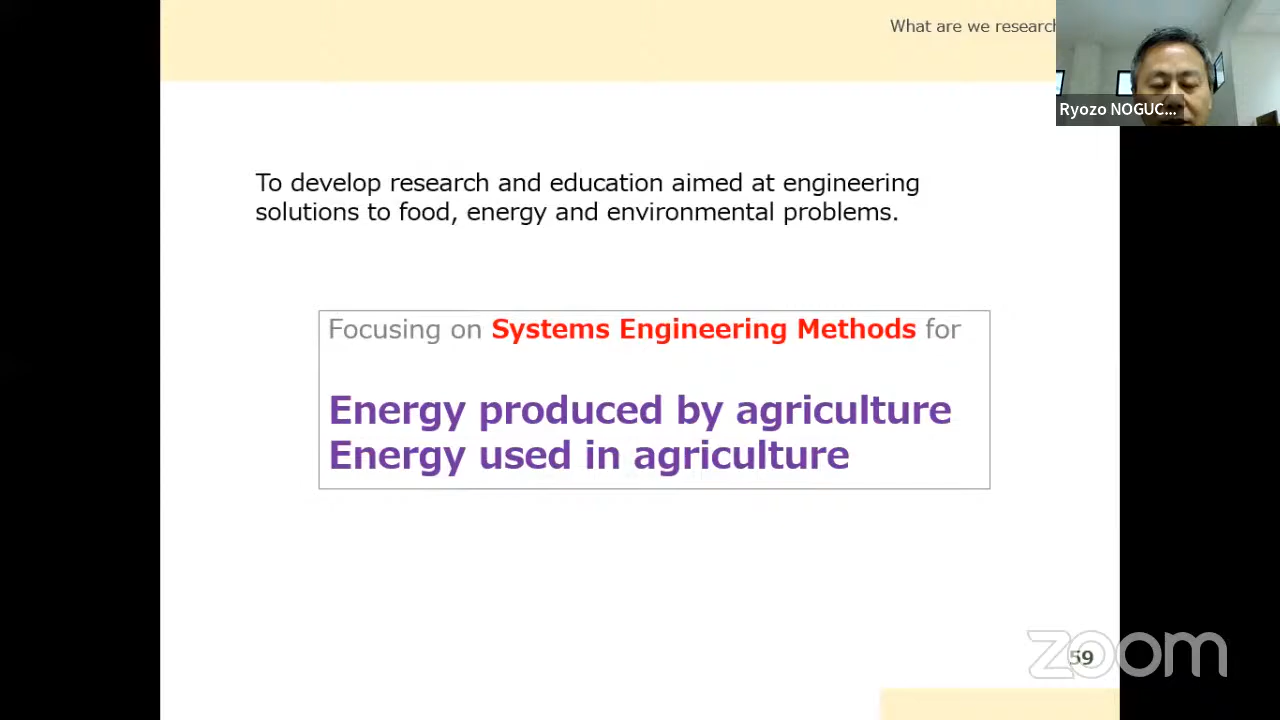 What are we research
Ryozo NOGUC...
To develop research and education aimed at engineering
solutions to food, energy and environmental problems.
Focusing on Systems Engineering Methods for
Energy produced by agriculture
Energy used in agriculture
zoom
59